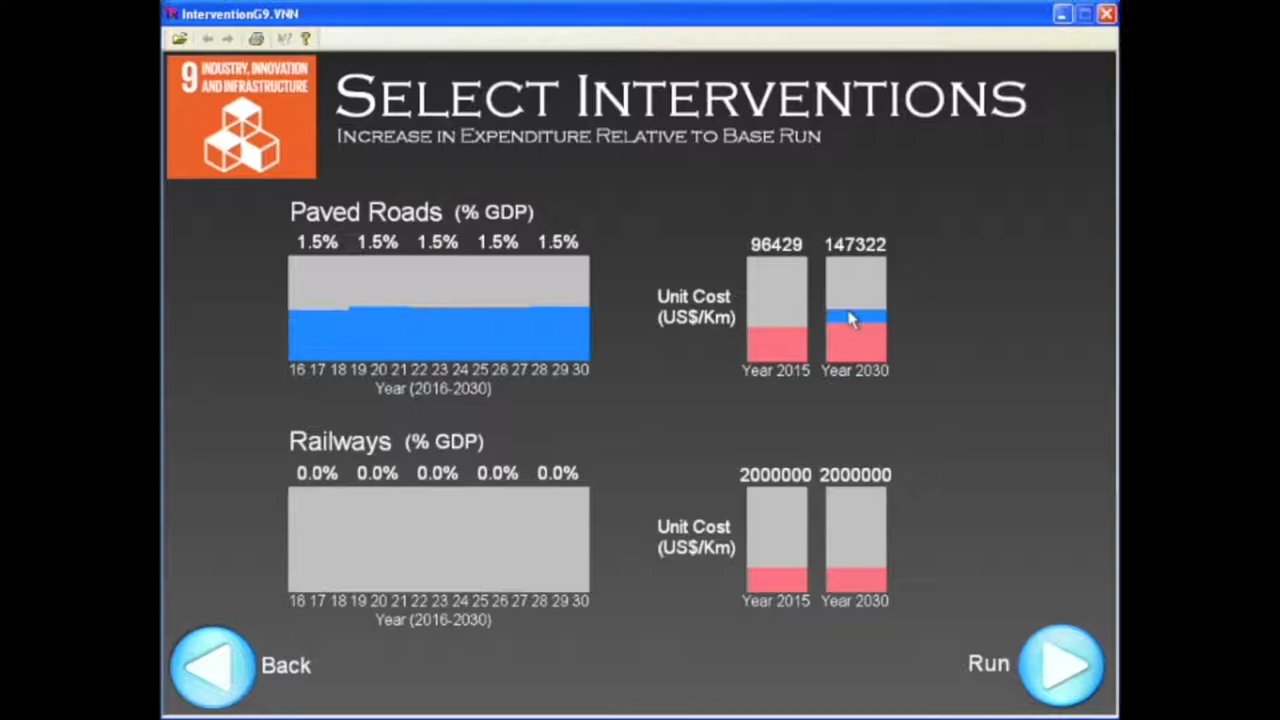 InterventionG9.VNN
9 INDUSTRY, INNOVATION
AND INFRASTRUCTURE
SELECT INTERVENTIONS
INCREASE IN EXPENDITURE RELATIVE TO BASE RUN
Paved Roads (% GDP)
1.5% 1.5% 1.5% 1.5% 1.5%
16 17 18 19 20 21 22 23 24 25 26 27 28 29 30
Year (2016-2030)
96429 147322
Unit Cost
(US$/Km)
Year 2015 Year 2030
Railways (% GDP)
0.0% 0.0% 0.0% 0.0% 0.0%
16 17 18 19 20 21 22 23 24 25 26 27 28 29 30
Year (2016-2030)
2000000 2000000
Unit Cost
(US$/Km)
Year 2015 Year 2030
Back
Run